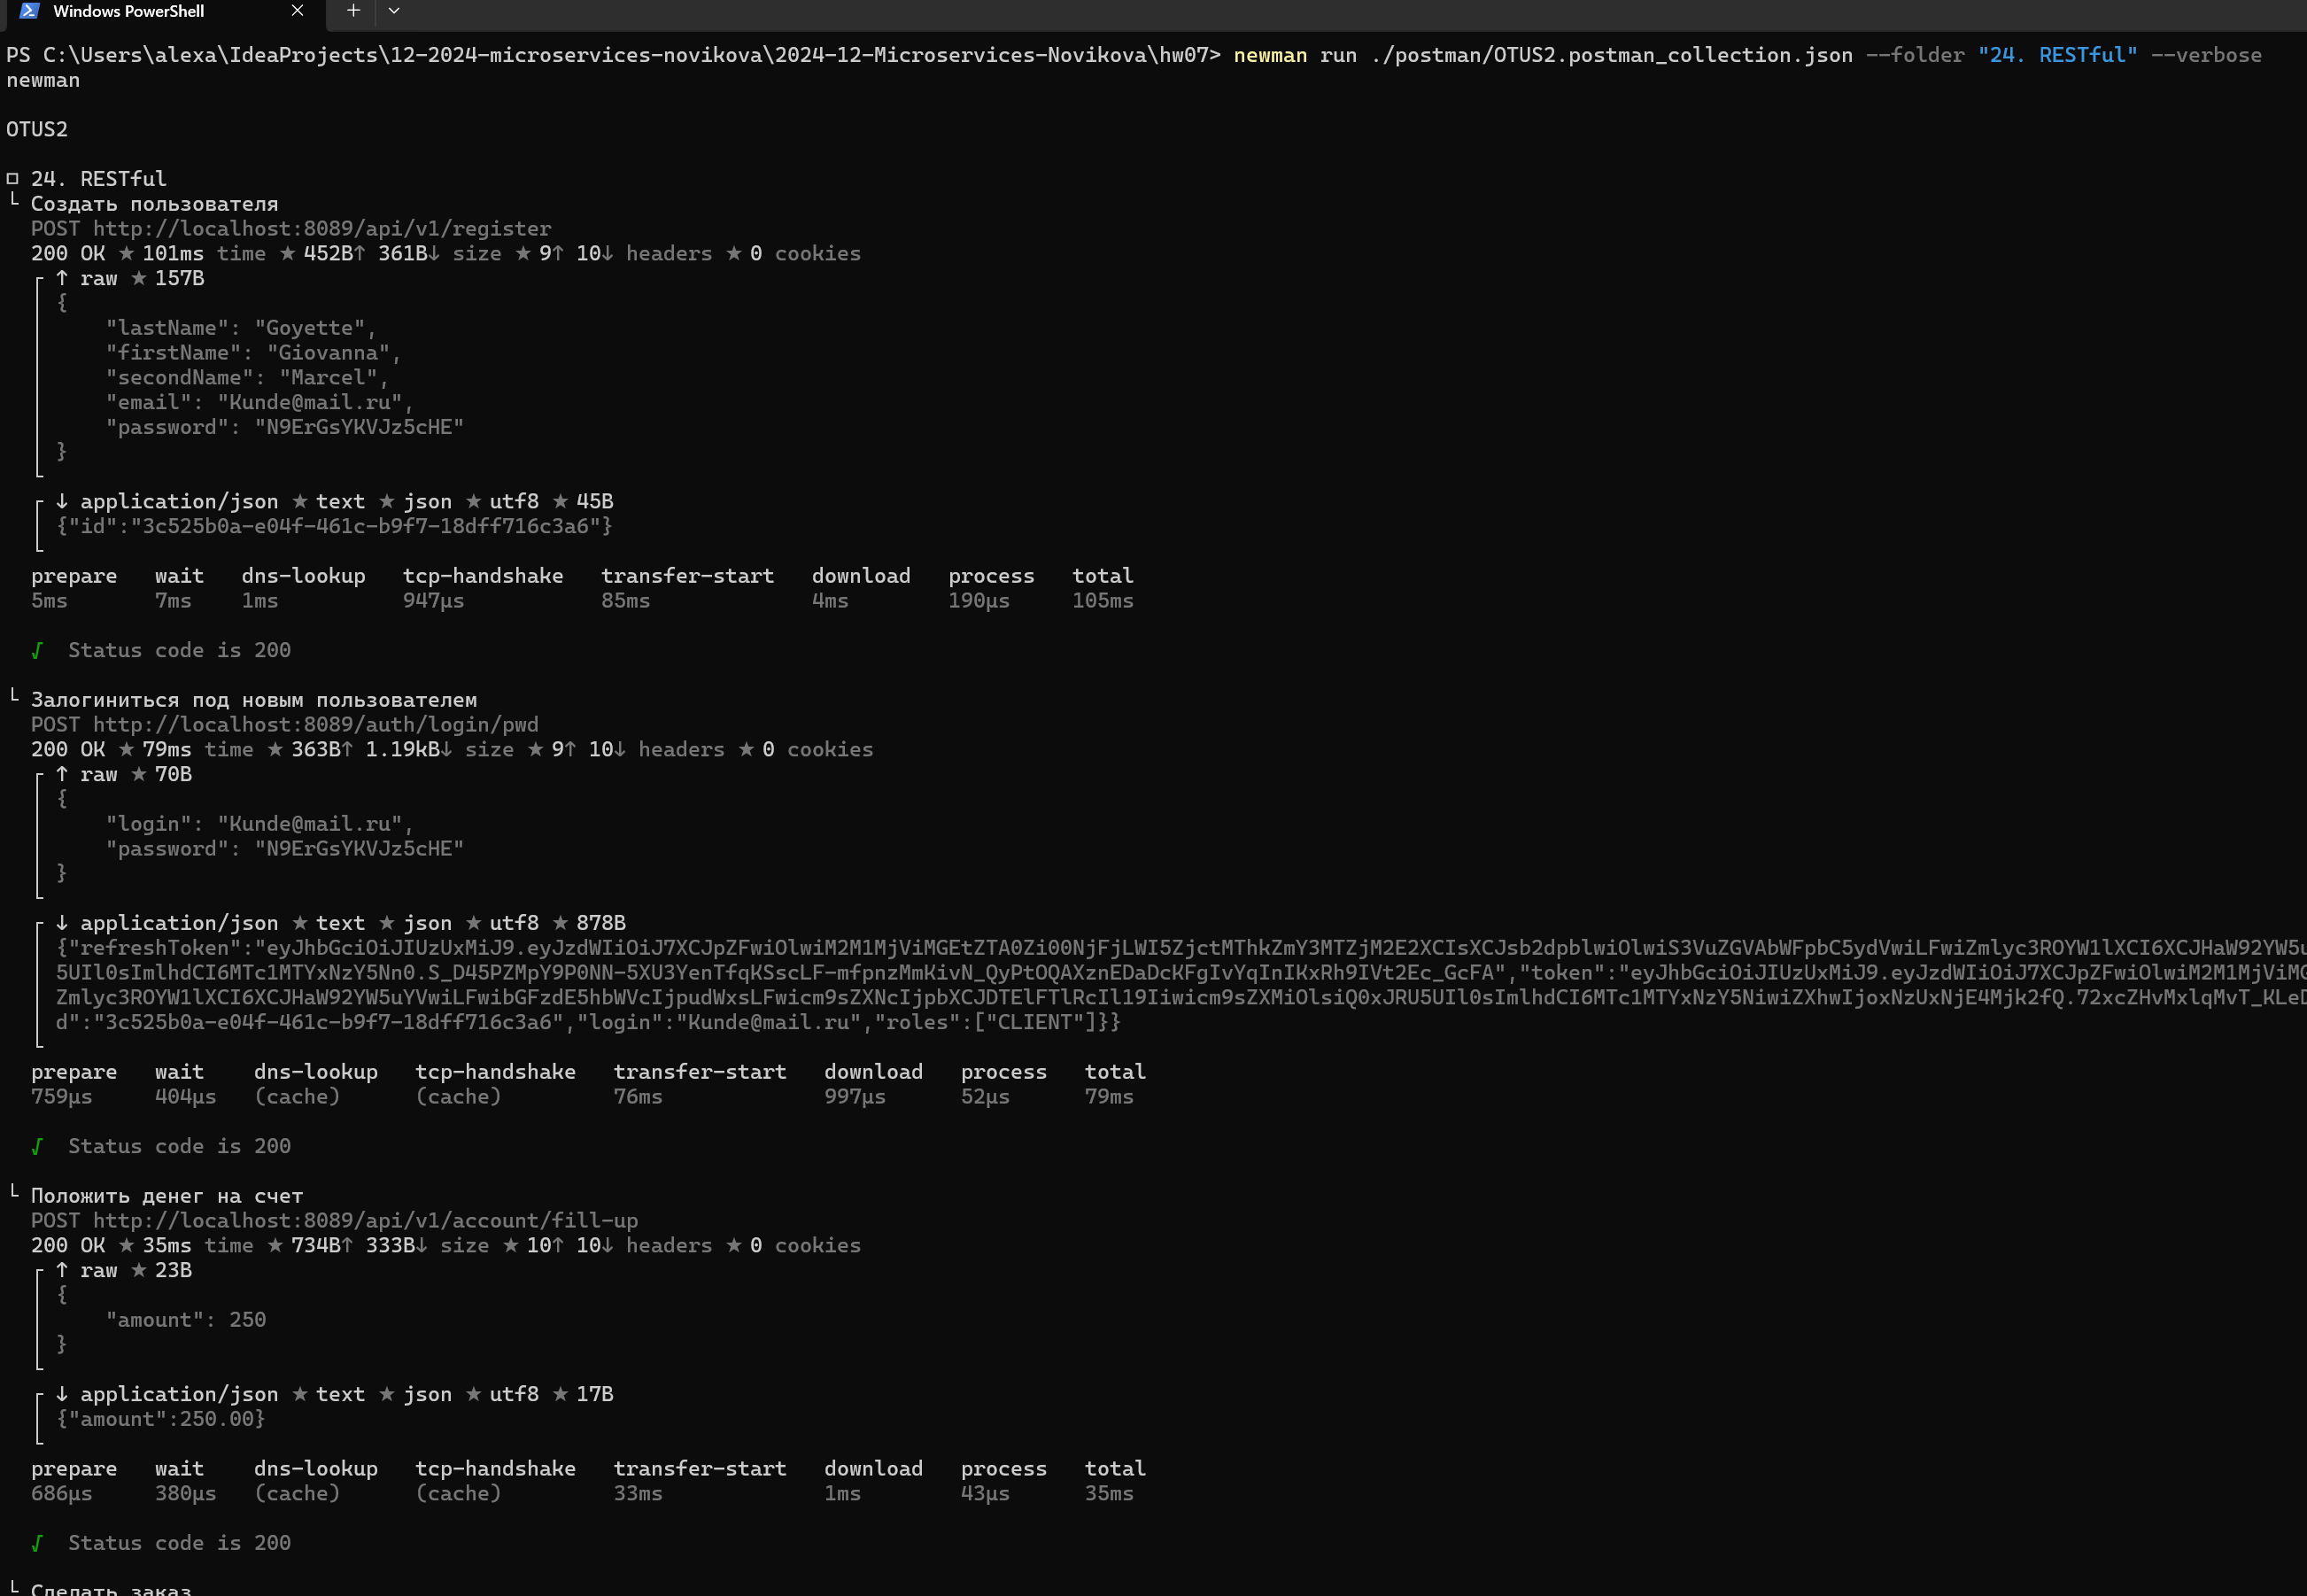 Windows PowerShell
PS C:\Users\alexa\IdeaProjects\12-2024-microservices-novikova\2024-12-Microservices-Novikova\hw07> newman run ./postman/OTUS2.postman_collection.json --folder "24. RESTful" --verbose
newman
OTUS2
□ 24. RESTful
└ Создать пользователя
POST http://localhost:8089/api/v1/register
200 OK ★ 101ms time ★ 452B↑ 361B↓ size ★ 9↑ 10↓ headers ★ 0 cookies
┌ ↑ raw ★ 157B
{
"lastName": "Goyette",
"firstName": "Giovanna",
"secondName": "Marcel",
"email": "Kunde@mail.ru",
"password": "N9ErGsYKVJz5cHE"
}
┌ ↓ application/json ★ text ★ json ★ utf8 ★ 45B
{"id":"3c525b0a-e04f-461c-b9f7-18dff716c3a6"}
prepare wait dns-lookup tcp-handshake transfer-start download process total
5ms 7ms 1ms 947µs 85ms 4ms 190µs 105ms
√ Status code is 200
└ Залогиниться под новым пользователем
POST http://localhost:8089/auth/login/pwd
200 OK ★ 79ms time ★ 363B↑ 1.19kB↓ size ★ 9↑ 10↓ headers ★ 0 cookies
┌ ↑ raw ★ 70B
{
"login": "Kunde@mail.ru",
"password": "N9ErGsYKVJz5cHE"
}
┌ ↓ application/json ★ text ★ json ★ utf8 ★ 878B
{"refreshToken":"eyJhbGciOiJIUzUxMiJ9.eyJzdWIiOiJ7XCJpZFwiOlwiM2M1MjViMGEtZTA0Zi00NjFjLWI5ZjctMThkZmY3MTZjM2E2XCIsXCJsb2dpblwiOlwiS3VuZGVAbWFpbC5ydVwiLFwiZmlyc3ROYW1lXCI6XCJHaW92YW5u
5UIl0sImlhdCI6MTc1MTYxNzY5Nn0.S_D45PZMpY9P0NN-5XU3YenTfqKSscLF-mfpnzMmKivN_QyPtOQAXznEDaDcKFgIvYqInIKxRh9IVt2Ec_GcFA","token":"eyJhbGciOiJIUzUxMiJ9.eyJzdWIiOiJ7XCJpZFwiOlwiM2M1MjViMG
Zmlyc3ROYW1lXCI6XCJHaW92YW5uYVwiLFwibGFzdE5hbWVcIjpudWxsLFwicm9sZXNcIjpbXCJDTElFTlRcIl19Iiwicm9sZXMiOlsiQ0xJRU5UIl0sImlhdCI6MTc1MTYxNzY5NiwiZXhwIjoxNzUxNjE4Mjk2fQ.72xcZHvMxlqMvT_KLeD
d":"3c525b0a-e04f-461c-b9f7-18dff716c3a6","login":"Kunde@mail.ru","roles":["CLIENT"]}}
prepare wait dns-lookup tcp-handshake transfer-start download process total
759µs 404µs (cache) (cache) 76ms 997µs 52µs 79ms
√ Status code is 200
└ Положить денег на счет
POST http://localhost:8089/api/v1/account/fill-up
200 OK ★ 35ms time ★ 734B↑ 333B↓ size ★ 10↑ 10↓ headers ★ 0 cookies
┌ ↑ raw ★ 23B
{
"amount": 250
}
┌ ↓ application/json ★ text ★ json ★ utf8 ★ 17B
{"amount":250.00}
prepare wait dns-lookup tcp-handshake transfer-start download process total
686µs 380µs (cache) (cache) 33ms 1ms 43µs 35ms
√ Status code is 200
└ Сделать заказ